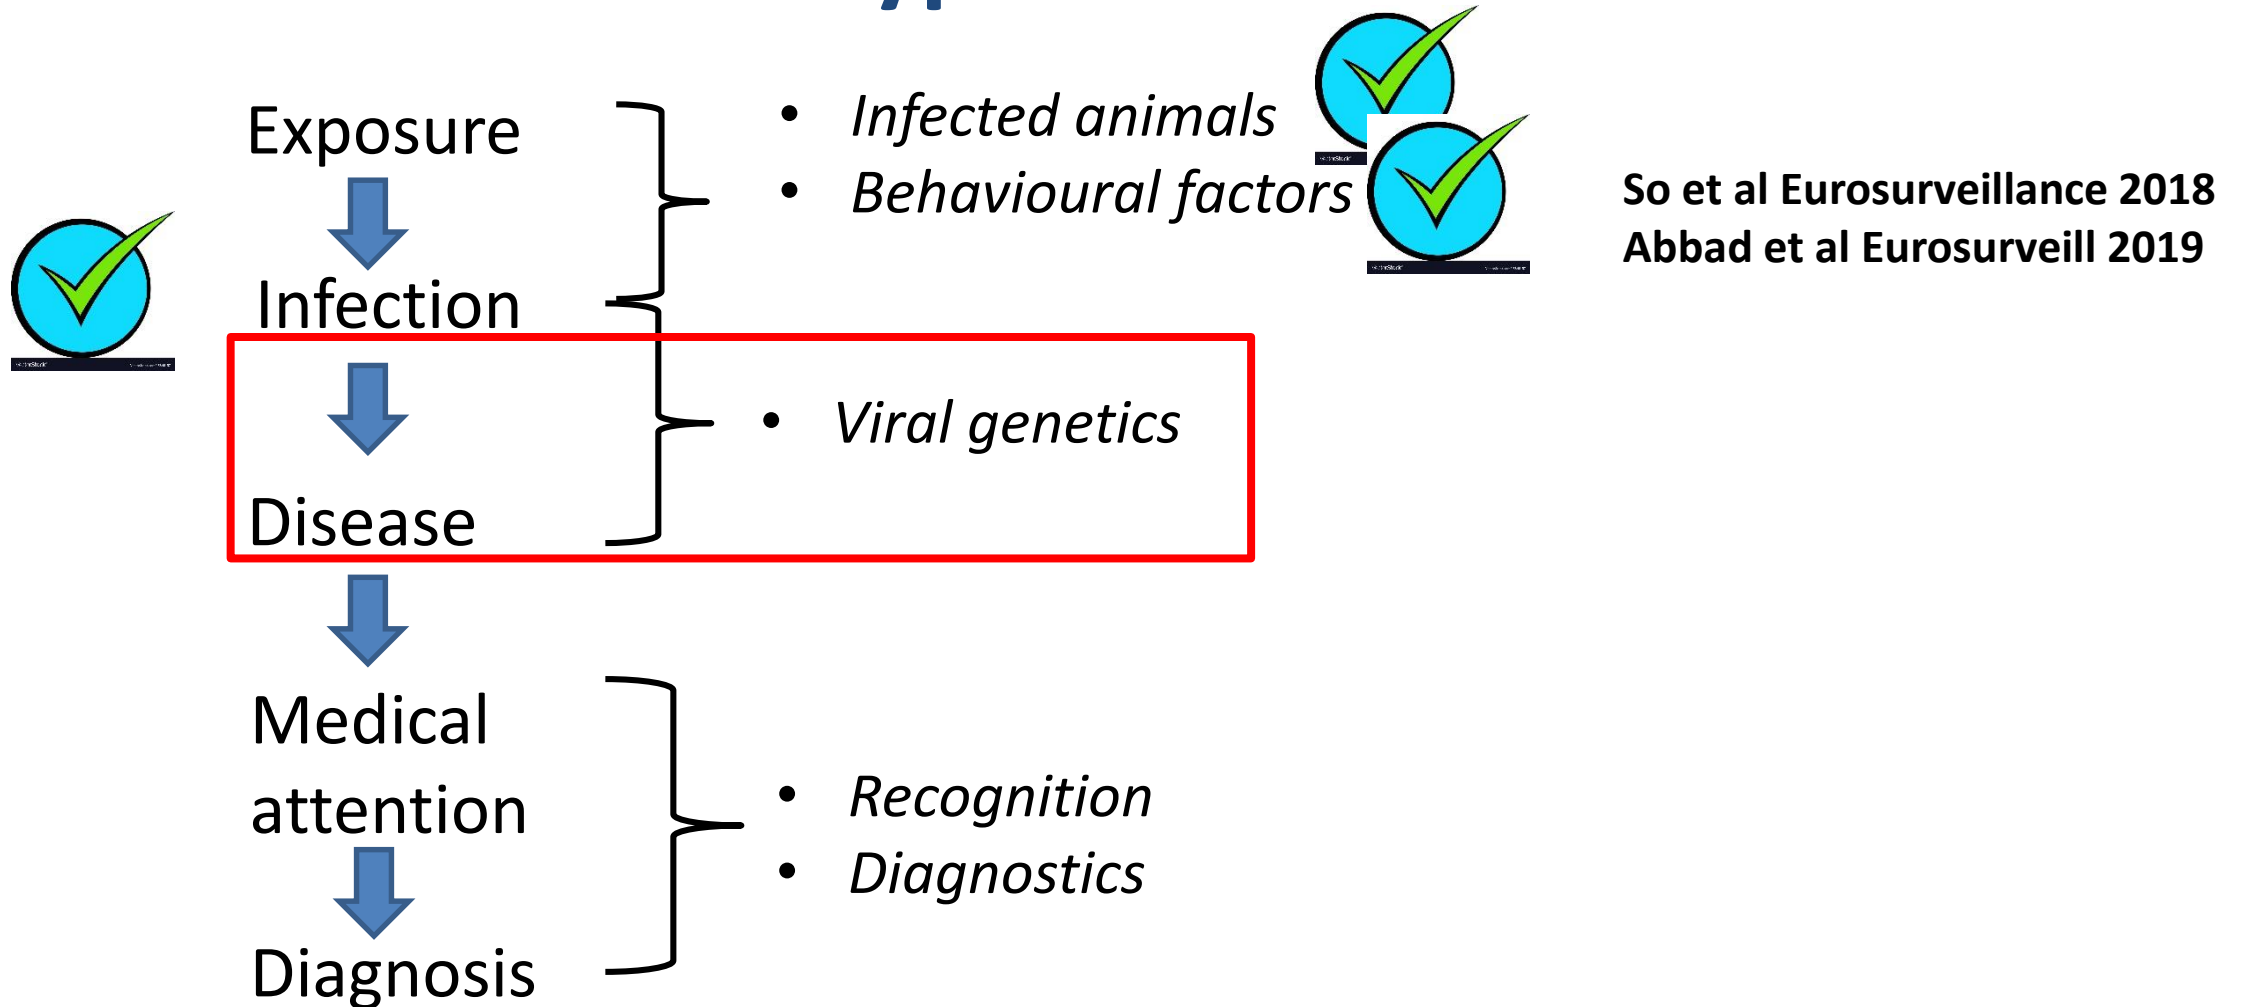 Exposure
• Infected animals
• Behavioural factors
So et al Eurosurveillance 2018
Abbad et al Eurosurveill 2019
Infection
• Viral genetics
Disease
Medical
attention
• Recognition
• Diagnostics
Diagnosis